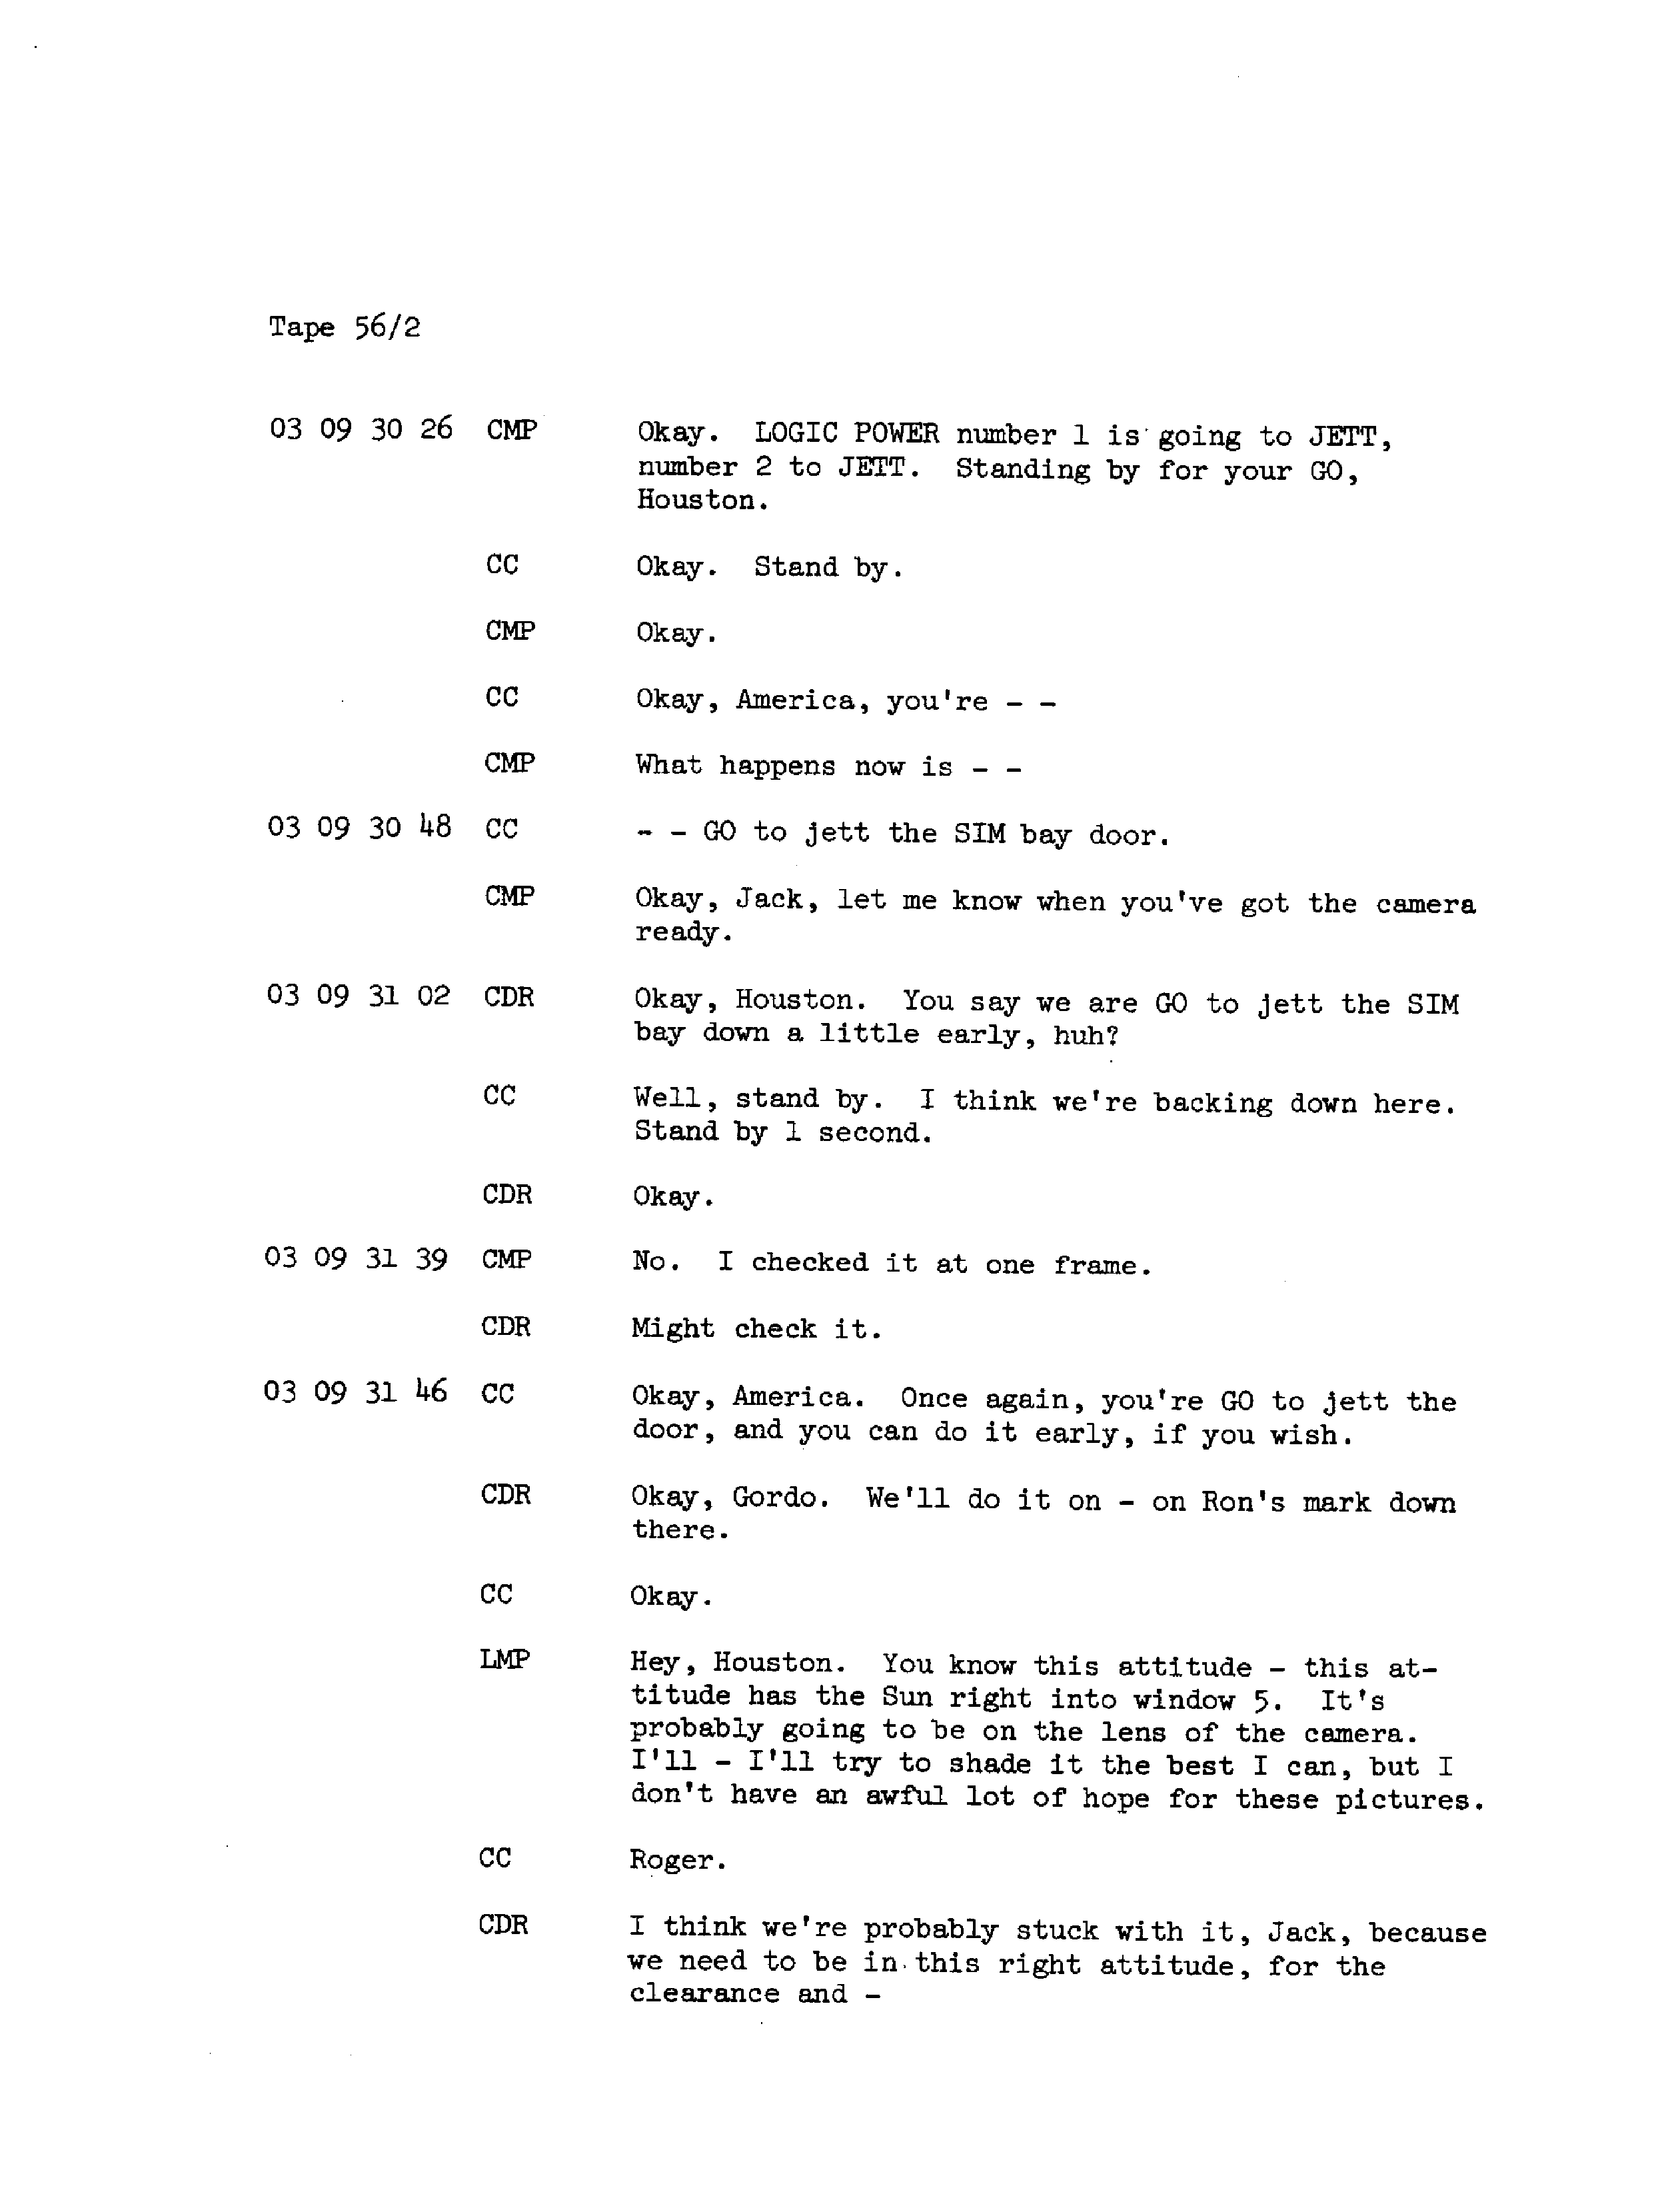 Tape 56/2
03 09 30 26 CMP Okay. LOGIC POWER number 1 is going to JETT,
number 2 to JETT. Standing by for your GO,
Houston.
CC Okay. Stand by.
CMP Okay.
CC Okay, America, you're - -
CMP What happens now is - -
03 09 30 48 CC - - GO to jett the SIM bay door.
CMP Okay, Jack, let me know when you've got the camera
ready.
03 09 31 02 CDR Okay, Houston. You say we are GO to jett the SIM
bay down a little early, huh?
CC Well, stand by. I think we're backing down here.
Stand by 1 second.
CDR Okay.
03 09 31 39 CMP No. I checked it at one frame.
CDR Might check it.
03 09 31 46 CC Okay, America. Once again, you're GO to jett the
door, and you can do it early, if you wish.
CDR Okay, Gordo. We'll do it on - on Ron's mark down
there.
CC Okay.
LMP Hey, Houston. You know this attitude - this at-
titude has the Sun right into window 5. It's
probably going to be on the lens of the camera.
I'll - I'll try to shade it the best I can, but I
don't have an awful lot of hope for these pictures.
CC Roger.
CDR I think we're probably stuck with it, Jack, because
we need to be in this right attitude, for the
clearance and -